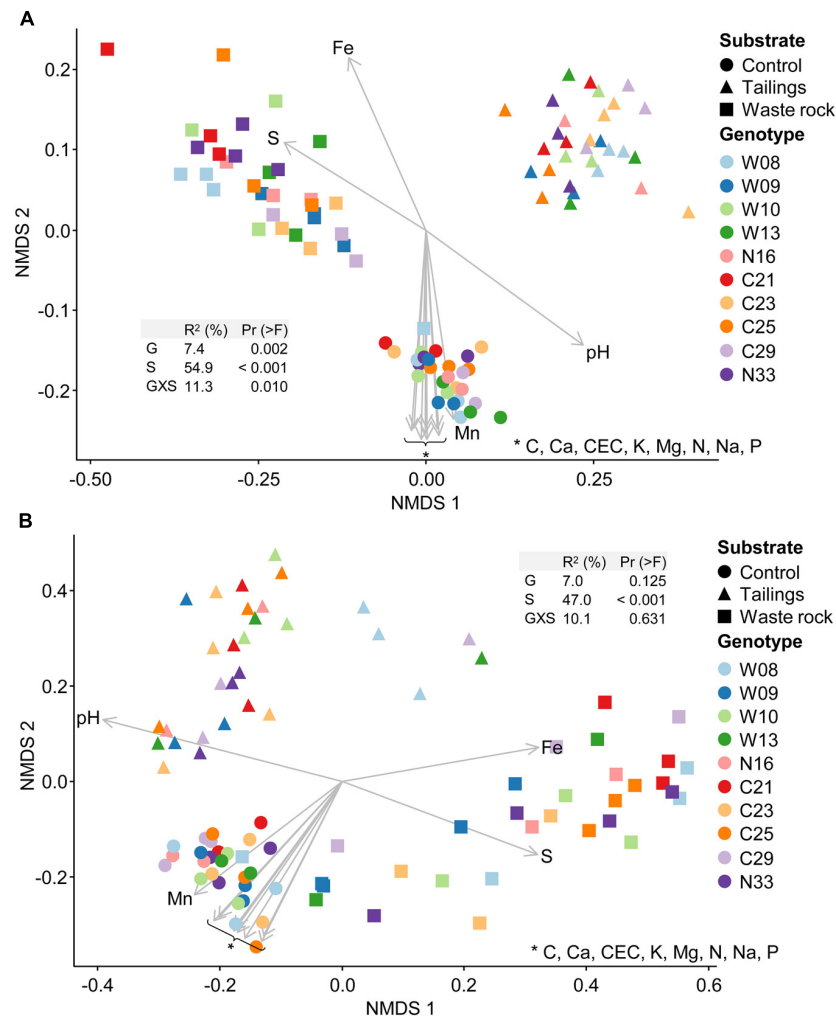 A
Fe
S
pH
Mn
*
* C, Ca, CEC, K, Mg, N, Na, P
R² (%) Pr (>F)
G 7.4 0.002
S 54.9 < 0.001
GXS 11.3 0.010
0.2
0.1
0.0
-0.1
-0.2
NMDS 2
-0.50 -0.25 0.00 0.25
NMDS 1
Substrate
Control
Tailings
Waste rock
Genotype
W08
W09
W10
W13
N16
C21
C23
C25
C29
N33
B
R² (%) Pr (>F)
G 7.0 0.125
S 47.0 < 0.001
GXS 10.1 0.631
pH
Fe
S
Mn
*
* C, Ca, CEC, K, Mg, N, Na, P
0.4
0.2
0.0
-0.2
NMDS 2
-0.4 -0.2 0.0 0.2 0.4 0.6
NMDS 1
Substrate
Control
Tailings
Waste rock
Genotype
W08
W09
W10
W13
N16
C21
C23
C25
C29
N33